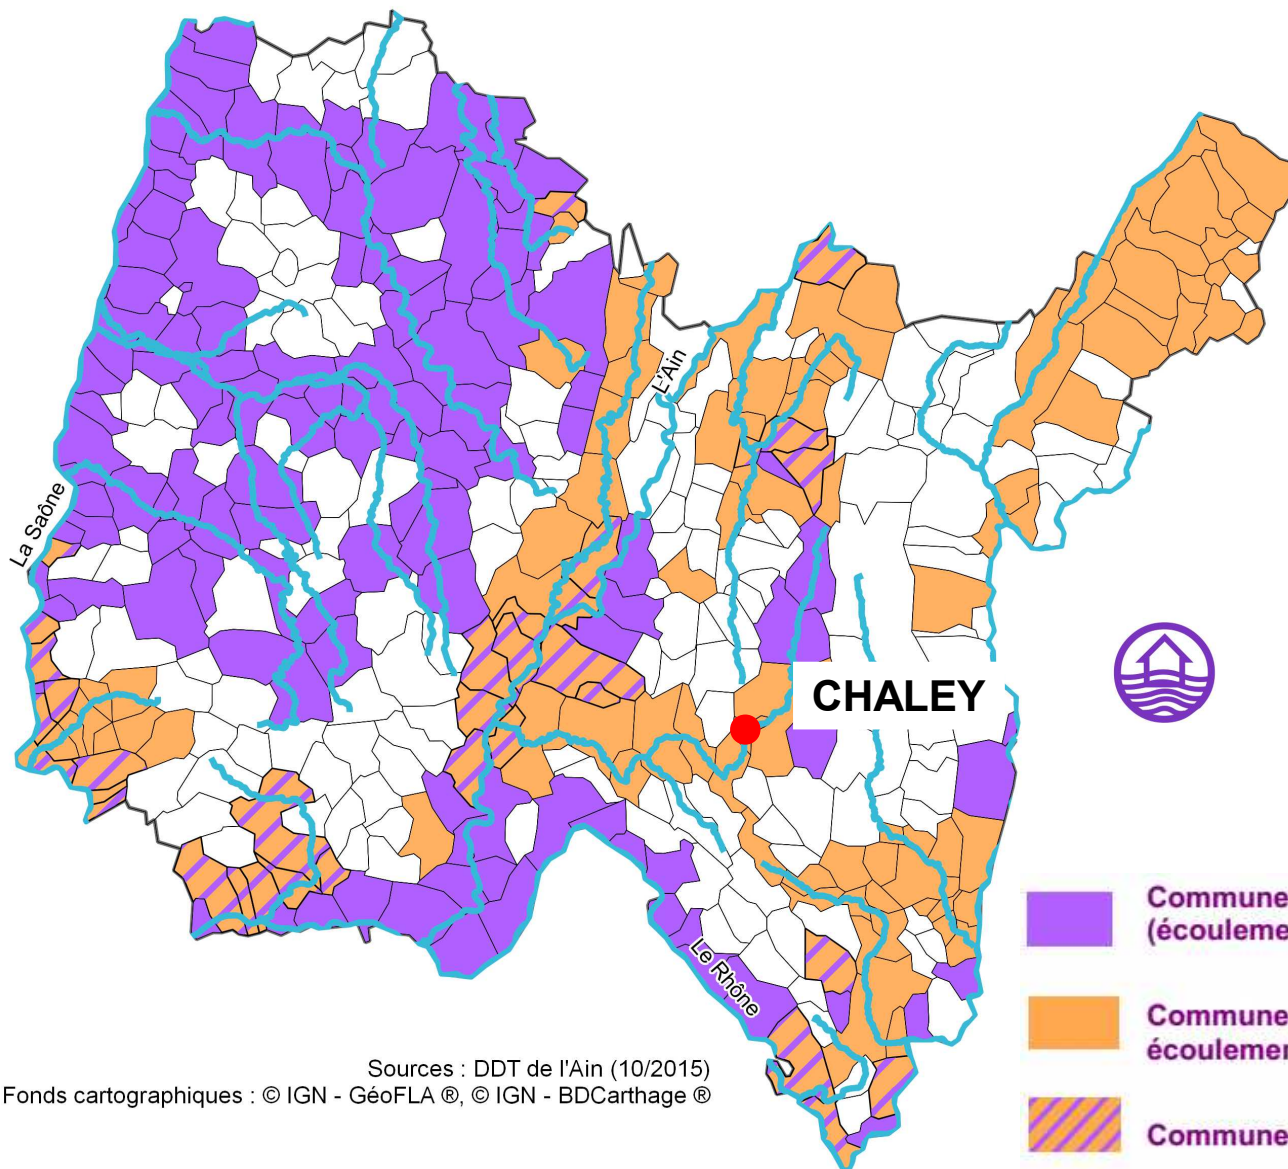 L'Ain
La Saône
CHALEY
Commune
(écouleme
Le Rhône
Commune
écoulemen
Sources : DDT de l'Ain (10/2015)
Fonds cartographiques : © IGN - GéoFLA ®, © IGN - BDCarthage ®
Commune